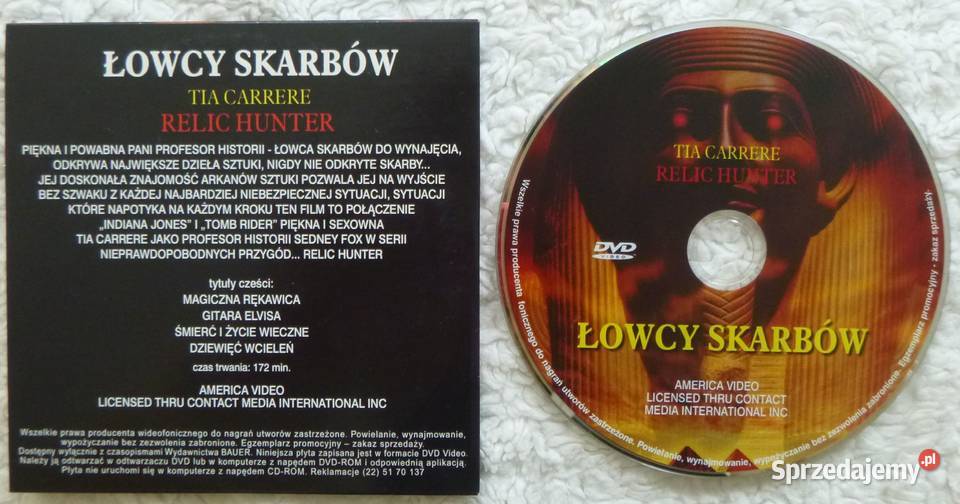 ŁOWCY SKARBÓW
TIA CARRERE
RELIC HUNTER
PIĘKNA I POWABNA PANI PROFESOR HISTORII - ŁOWCA SKARBÓW DO WYNAJĘCIA,
ODKRYWA NAJWIĘKSZE DZIEŁA SZTUKI, NIGDY NIE ODKRYTE SKARBY...
JEJ DOSKONAŁA ZNAJOMOŚĆ ARKANÓW SZTUKI POZWALA JEJ NA WYJŚCIE
BEZ SZWAKU Z KAŻDEJ NAJBARDZIEJ NIEBEZPIECZNEJ SYTUACJI, SYTUACJI
KTÓRE NAPOTYKA NA KAŻDYM KROKU TEN FILM TO POŁĄCZENIE
„INDIANA JONES” I „TOMB RIDER” PIĘKNA I SEXOWNA
TIA CARRERE JAKO PROFESOR HISTORII SEDNEY FOX W SERII
NIEPRAWDOPOBODNYCH PRZYGÓD... RELIC HUNTER
tytuły cześci:
MAGICZNA RĘKAWICA
GITARA ELVISA
ŚMIERĆ I ŻYCIE WIECZNE
DZIEWIĘĆ WCIELEŃ
czas trwania: 172 min.
AMERICA VIDEO
LICENSED THRU CONTACT MEDIA INTERNATIONAL INC
Wszelkie prawa producenta wideofonicznego do nagrań utworów zastrzeżone. Powielanie, wynajmowanie,
wypożyczanie bez zezwolenia zabronione. Egzemplarz promocyjny – zakaz sprzedaży.
Dostępny wyłącznie z czasopismami Wydawnictwa BAUER. Niniejsza płyta zapisana jest w formacie DVD Video.
Należy ją odtwarzać w odtwarzaczu DVD lub w komputerze z napędem DVD-ROM i odpowiednią aplikacją.
Płyta nie uruchomi się w komputerze z napędem CD-ROM. Reklamacje (22) 51 70 137
TIA CARRERE
RELIC HUNTER
DVD
VIDEO
ŁOWCY SKARBÓW
AMERICA VIDEO
LICENSED THRU CONTACT
MEDIA INTERNATIONAL INC
Wszelkie prawa producenta fonicznego do nagrań utworów zastrzeżone. Powielanie, wynajmowanie, wypożyczanie bez zezwolenia zabronione. Egzemplarz promocyjny - zakaz sprzedaży.
Sprzedajemy.pl